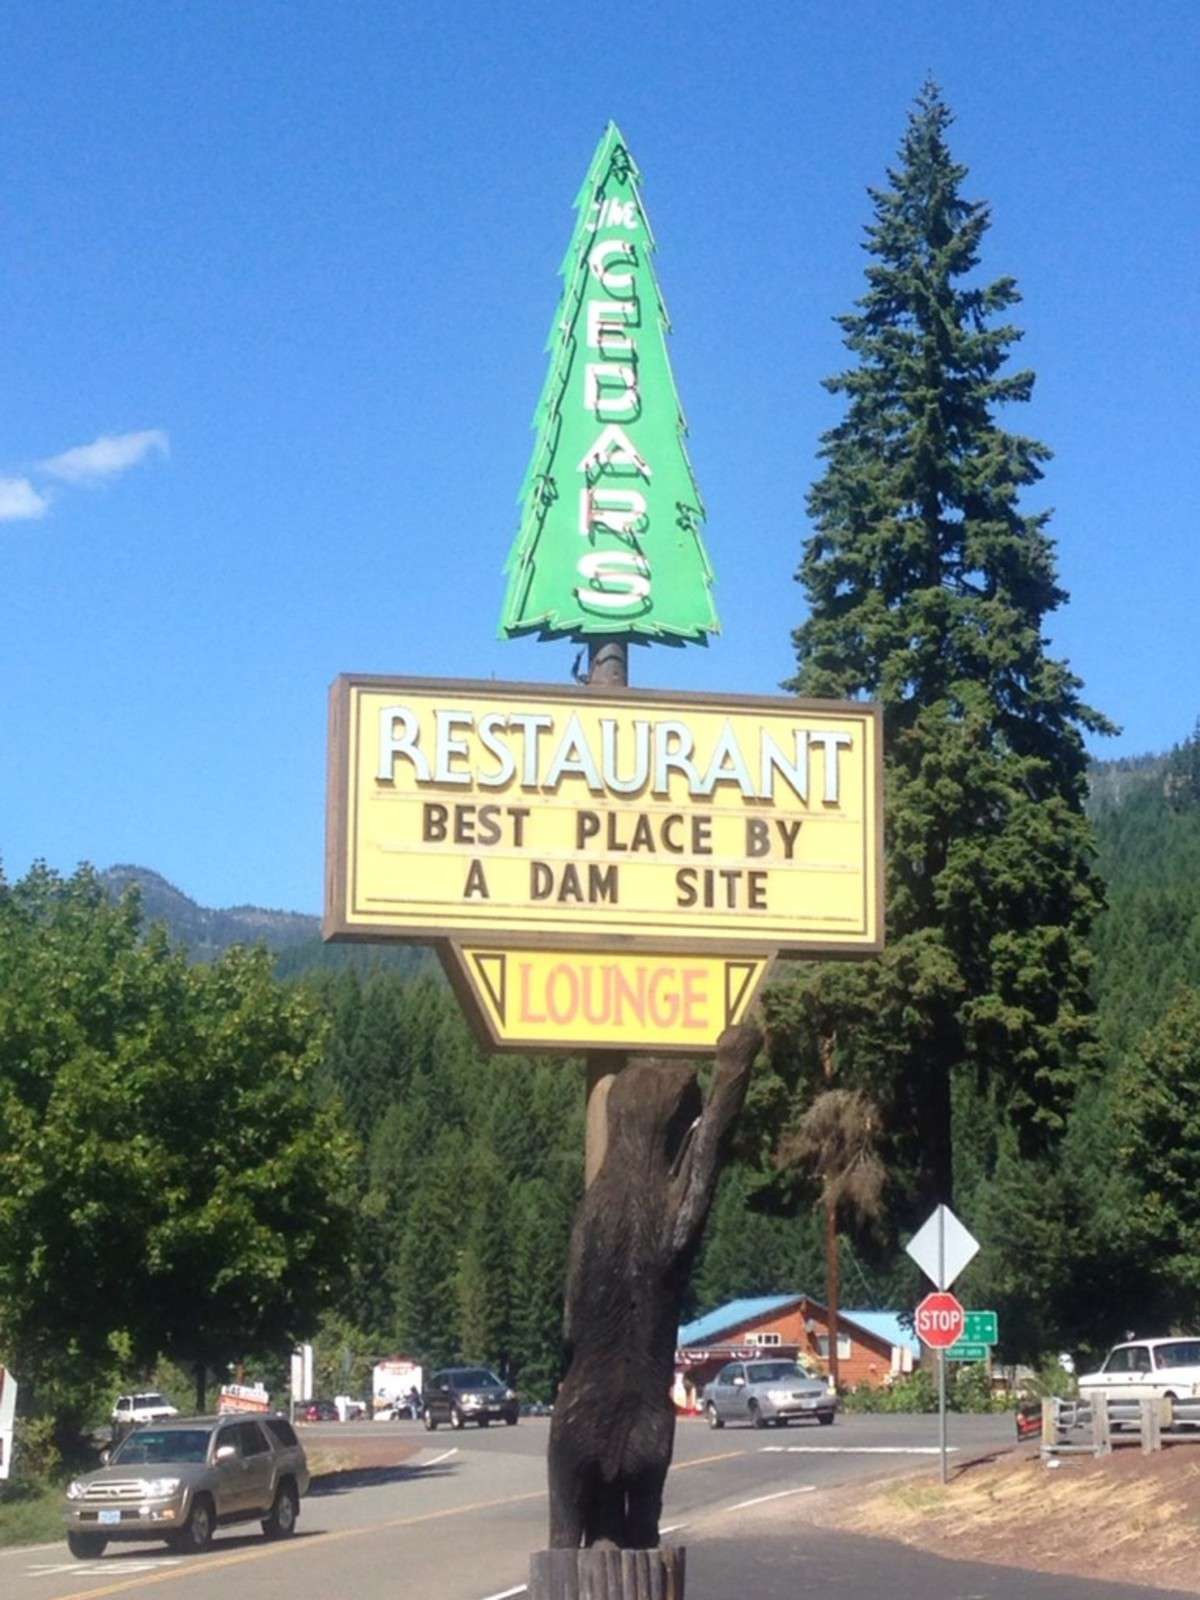 The
CEDARS
RESTAURANT
BEST PLACE BY
A DAM SITE
LOUNGE
STOP